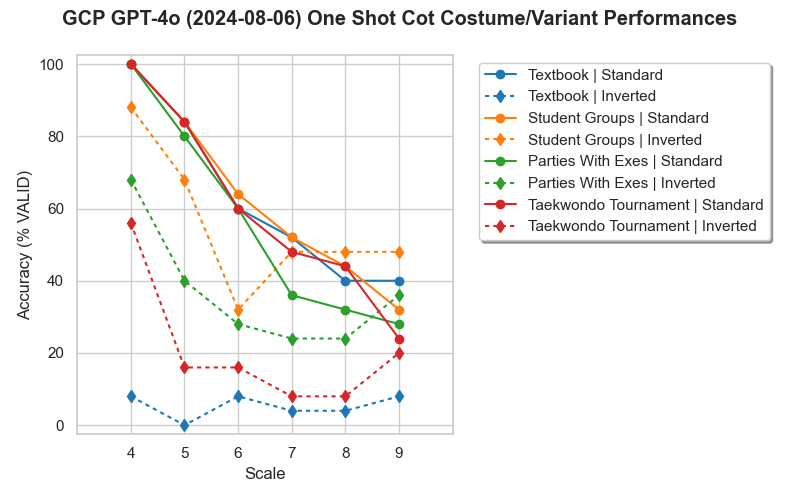 GCP GPT-4o (2024-08-06) One Shot Cot Costume/Variant Performances
Accuracy (% VALID)
100
80
60
40
20
0
4 5 6 7 8 9
Scale
Textbook | Standard
Textbook | Inverted
Student Groups | Standard
Student Groups | Inverted
Parties With Exes | Standard
Parties With Exes | Inverted
Taekwondo Tournament | Standard
Taekwondo Tournament | Inverted